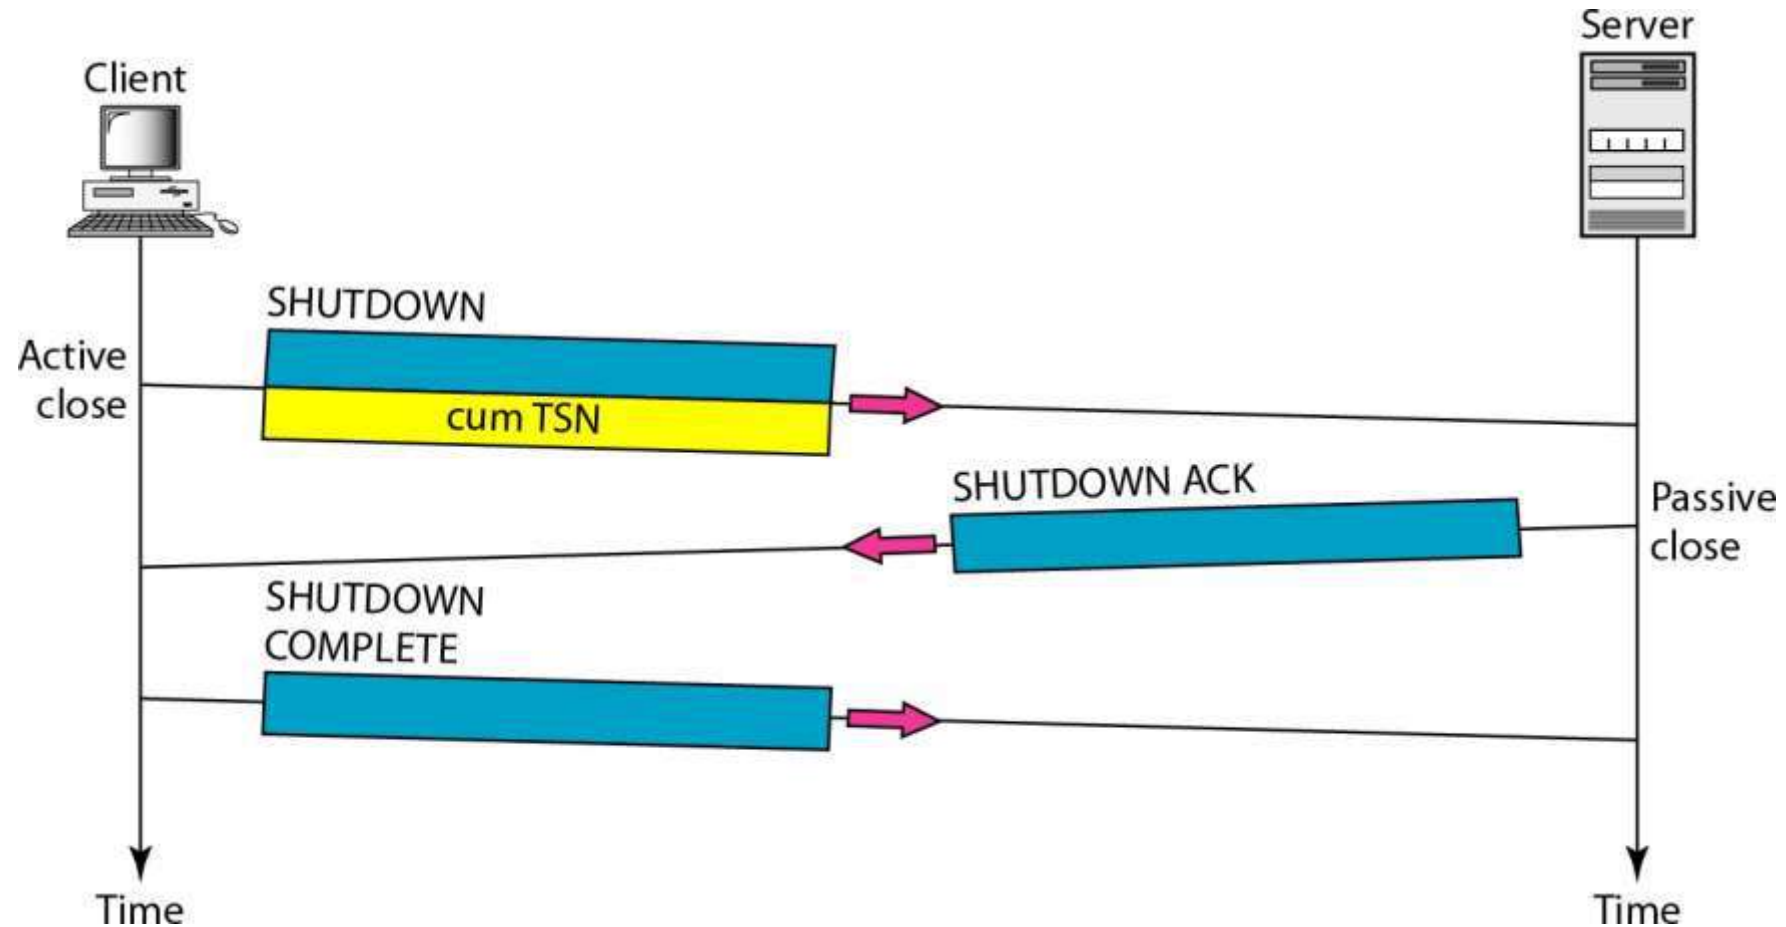 Server
Client
SHUTDOWN
Active
close
cum TSN
SHUTDOWN ACK
Passive
close
SHUTDOWN
COMPLETE
Time
Time